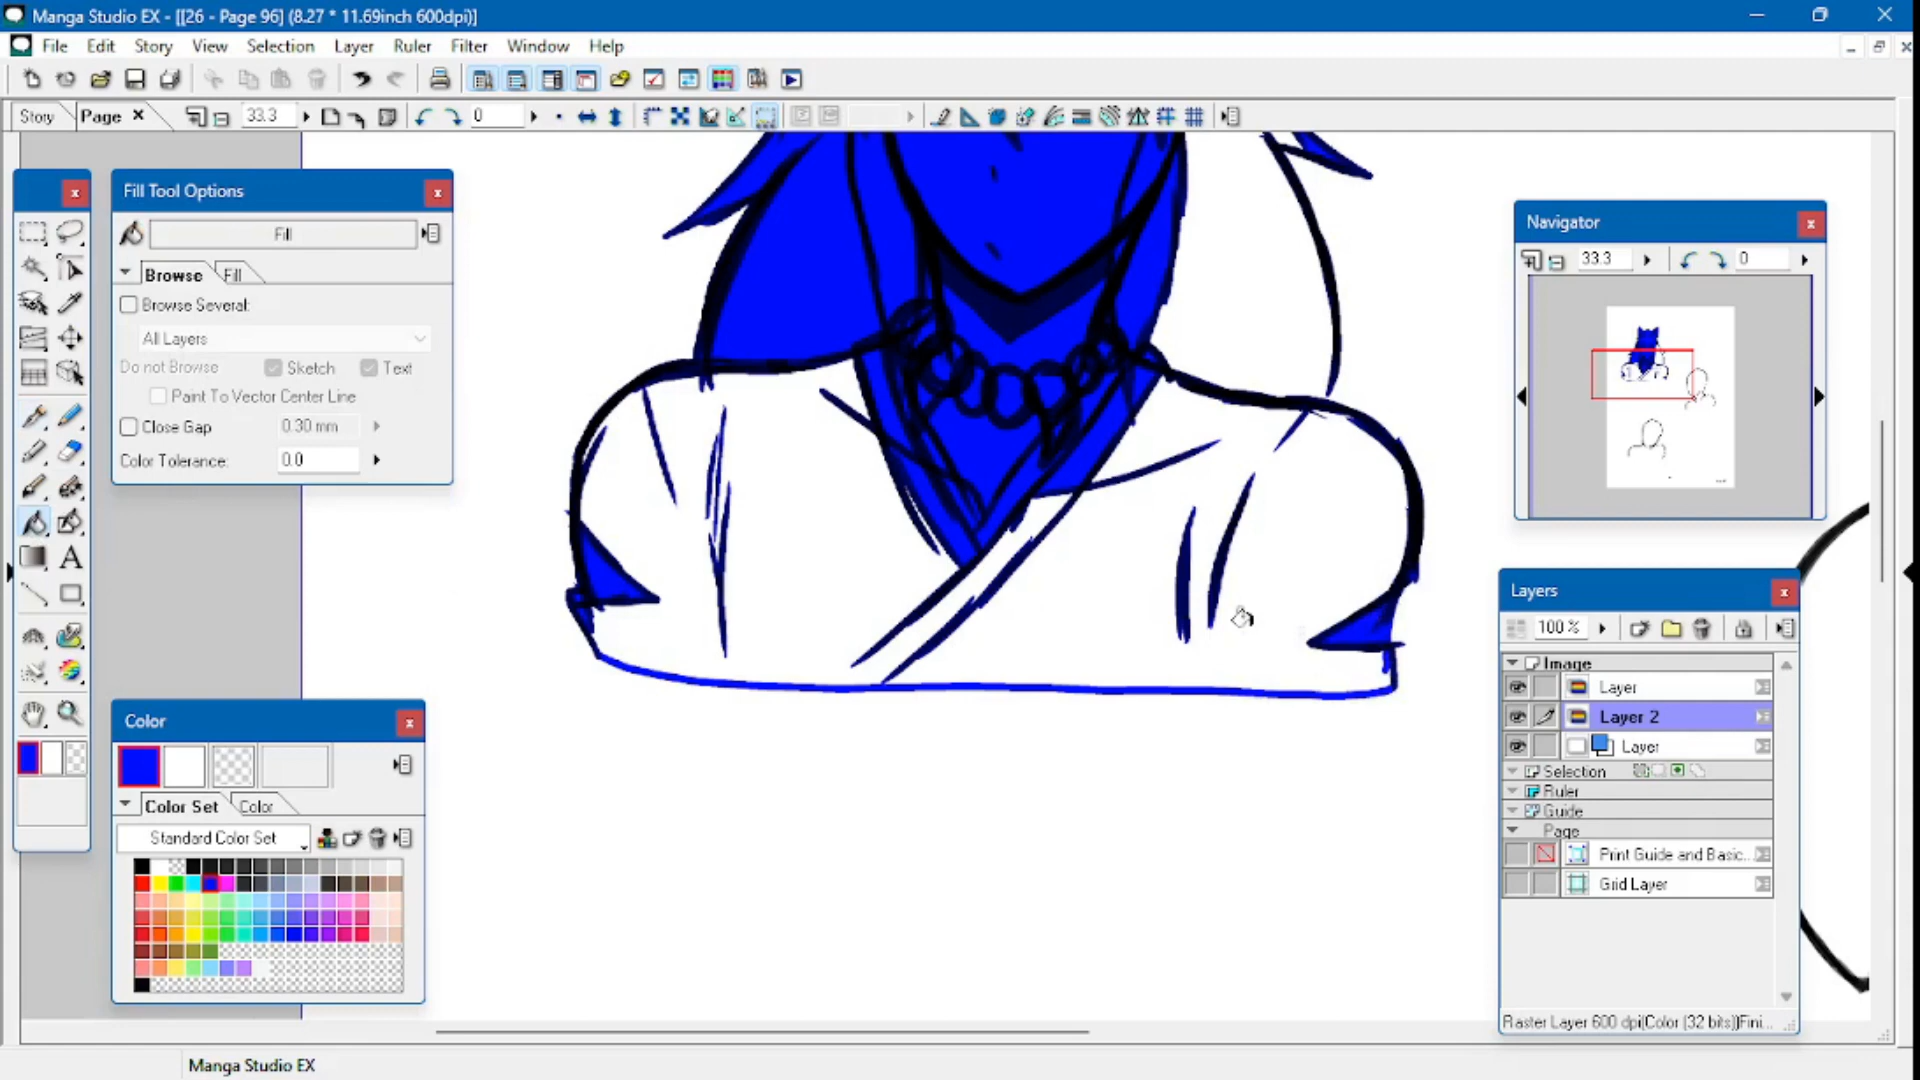 Manga Studio EX - [[26 - Page 96] (8.27 * 11.69inch 600dpi)]
File Edit Story View Selection Layer Ruler Filter Window Help
Story Page 33.3 0
Fill Tool Options
Fill
Browse Fill
Browse Several:
All Layers
Do not Browse Sketch Text
Paint To Vector Center Line
Close Gap 0.30 mm
Color Tolerance: 0.0
A
Navigator
33.3 0
Layers
100 %
Image
Layer
Layer 2
Layer
Selection
Ruler
Guide
Page
Print Guide and Basic...
Grid Layer
Raster Layer 600 dpi(Color (32 bits))Fini...
Color
Color Set Color
Standard Color Set
Manga Studio EX